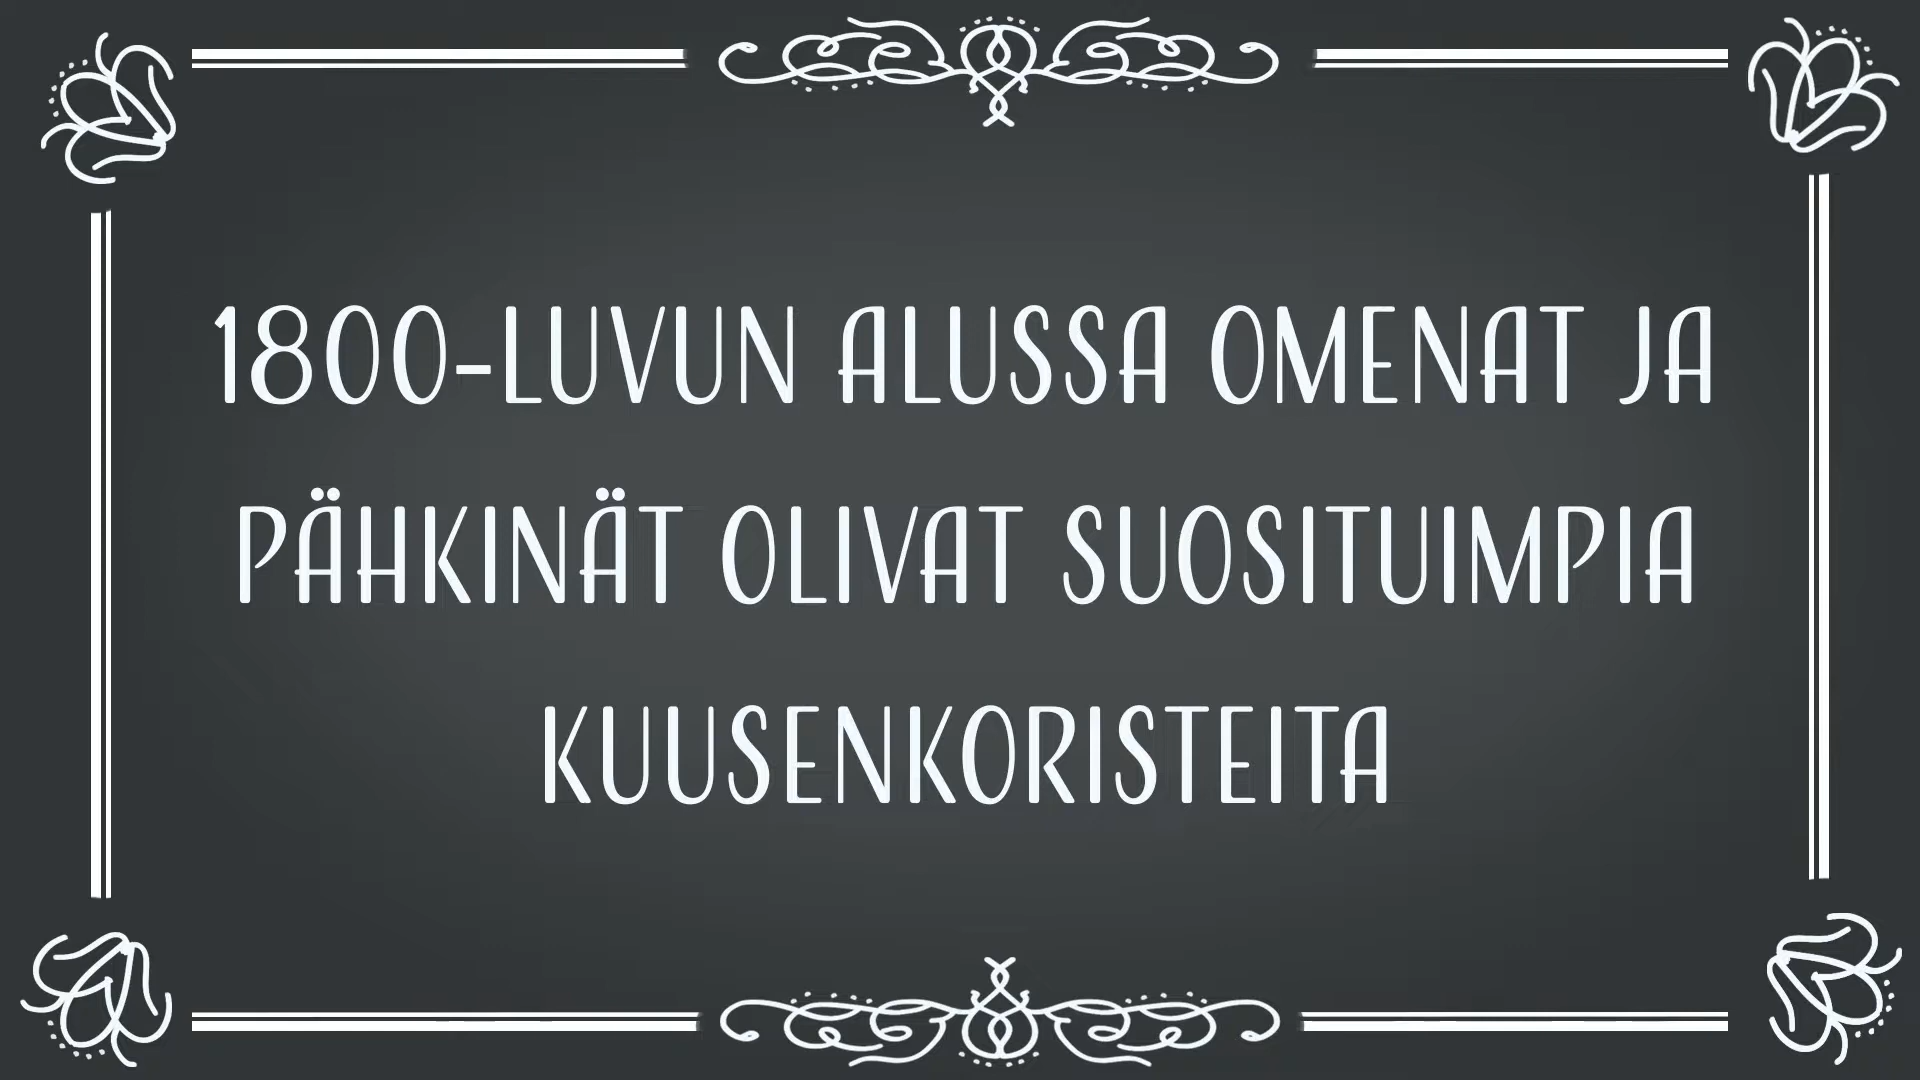 1800-LUVUN ALUSSA OMENAT JA
PÄHKINÄT OLIVAT SUOSITUIMPIA
KUUSENKORISTEITA